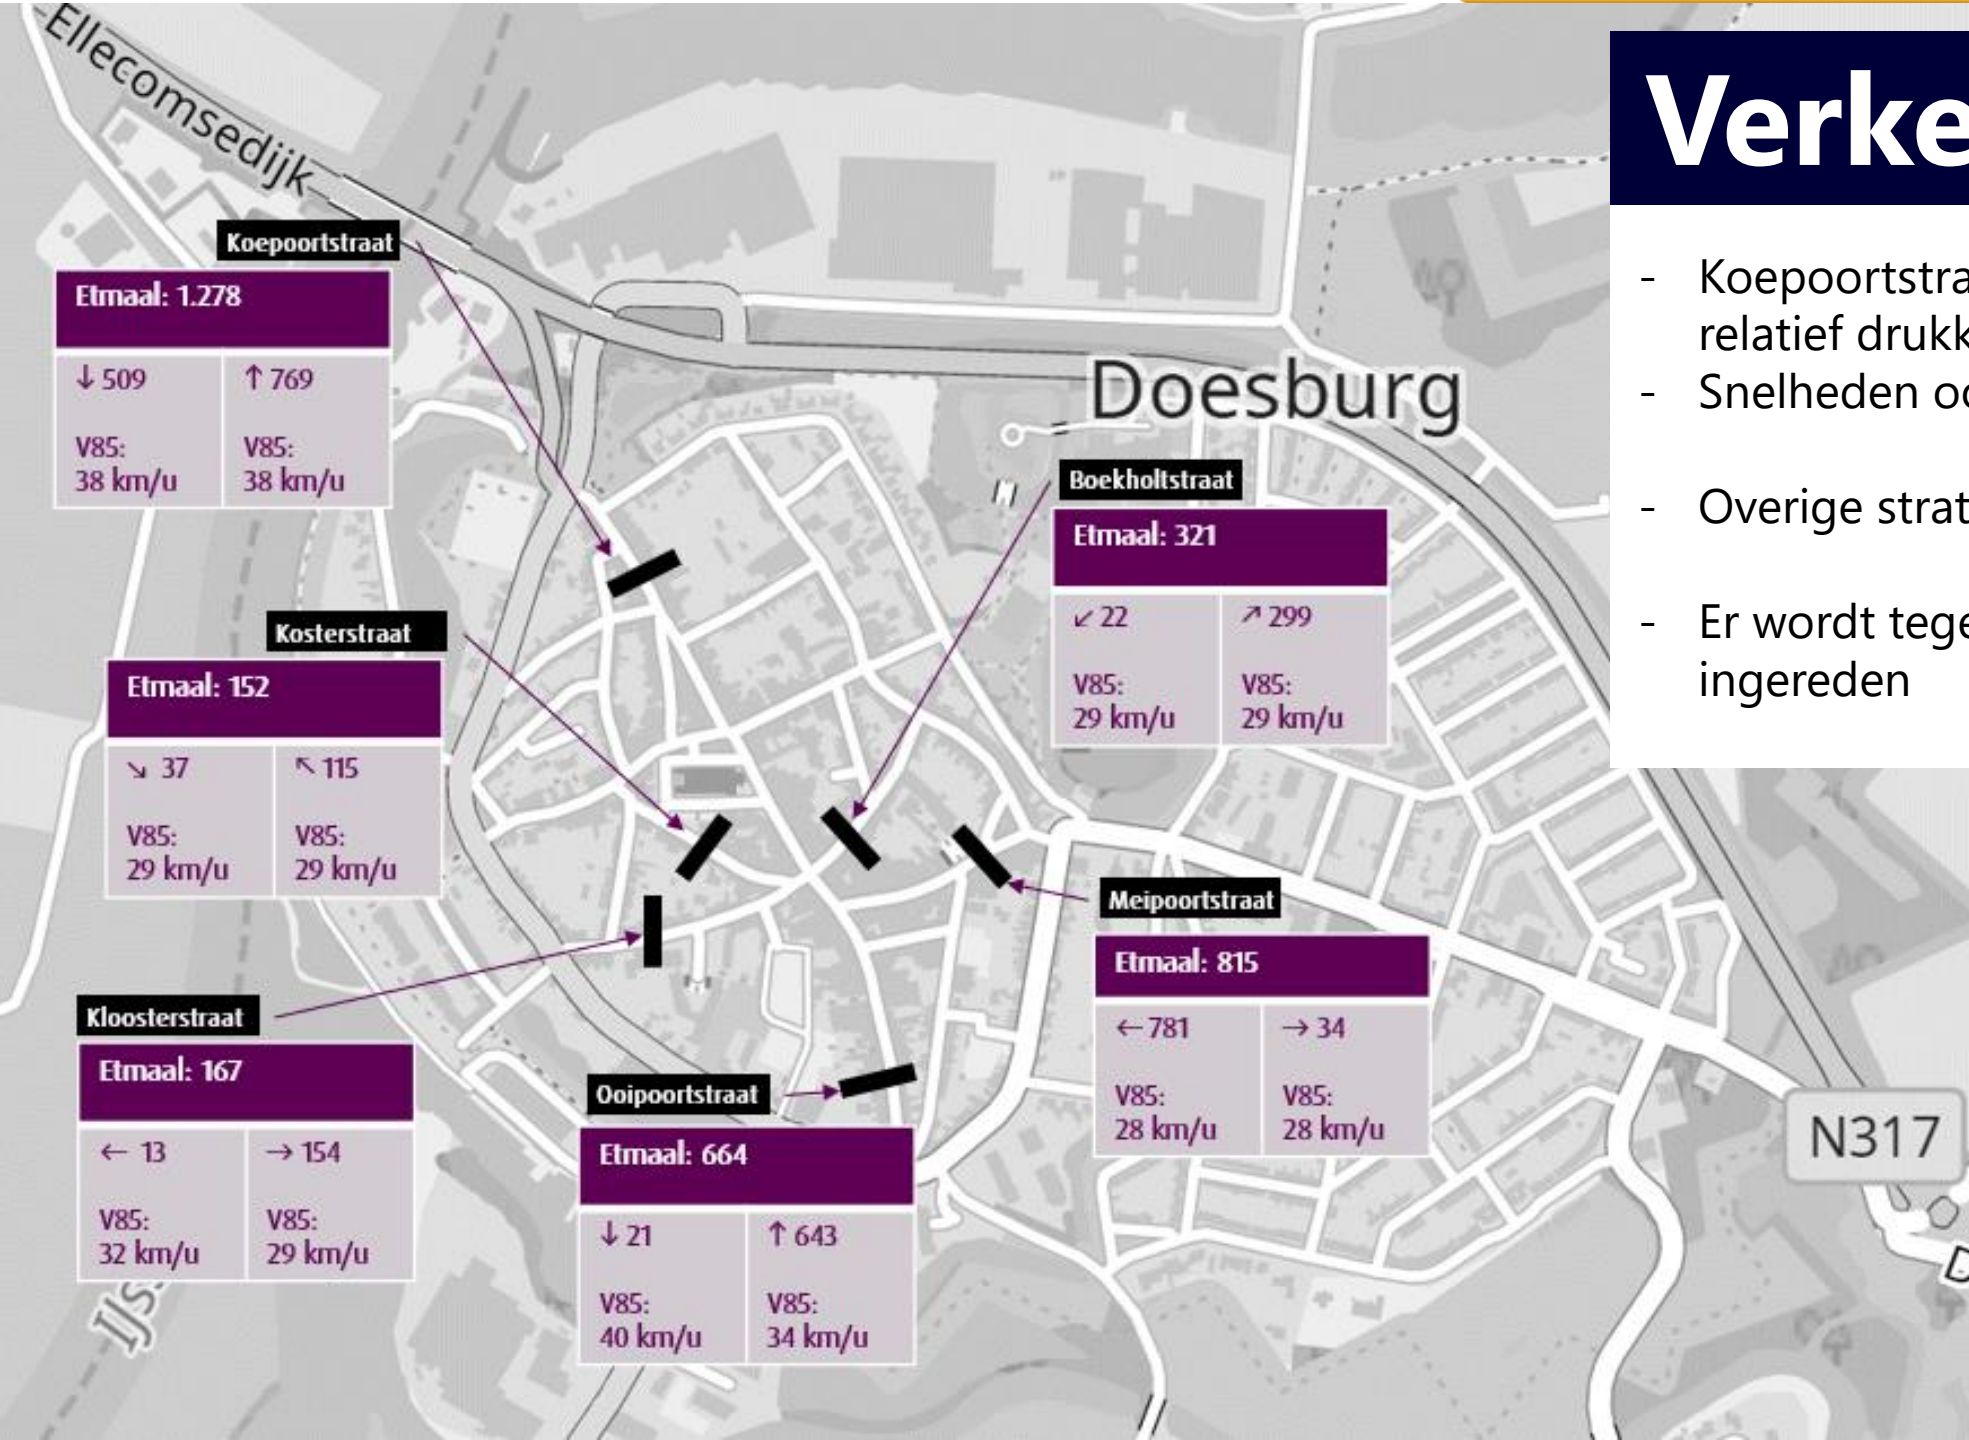 Ellecomsedijk
Koepoortstraat
Etmaal: 1.278
↓ 509
↑ 769
V85:
38 km/u
V85:
38 km/u
Doesburg
Boekholtstraat
Etmaal: 321
↙ 22
↗ 299
V85:
29 km/u
V85:
29 km/u
Kosterstraat
Etmaal: 152
↘ 37
↖ 115
V85:
29 km/u
V85:
29 km/u
Meipoortstraat
Etmaal: 815
← 781
→ 34
V85:
28 km/u
V85:
28 km/u
Kloosterstraat
Etmaal: 167
← 13
→ 154
V85:
32 km/u
V85:
29 km/u
Ooipoortstraat
Etmaal: 664
↓ 21
↑ 643
V85:
40 km/u
V85:
34 km/u
N317
IJs
D
Verke
- Koepoortstra
relatief drukk
- Snelheden oo
- Overige strat
- Er wordt tege
ingereden